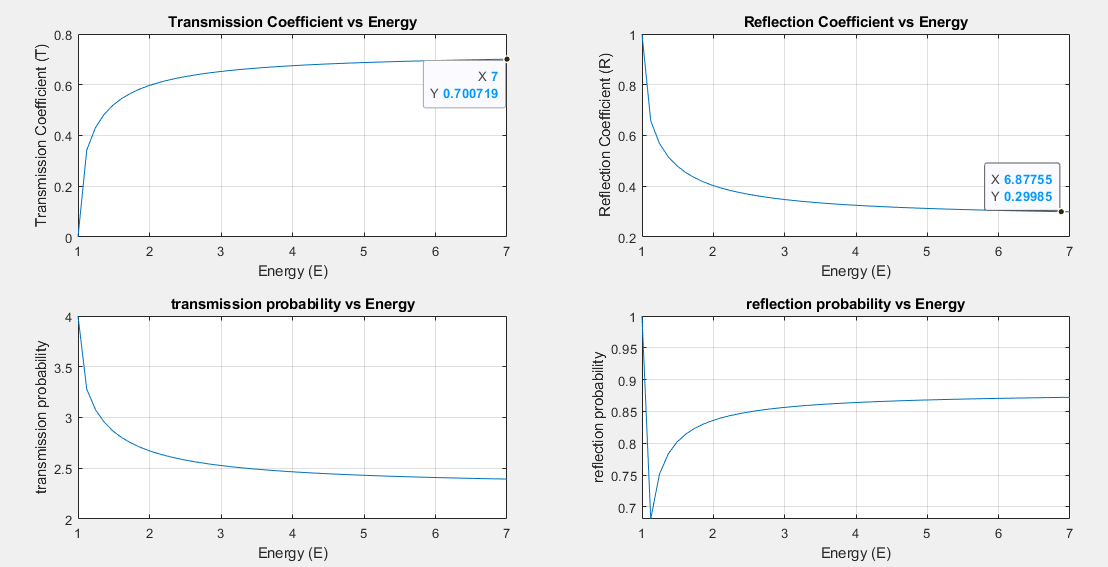 Transmission Coefficient vs Energy
Transmission Coefficient (T)
0.8
0.6
0.4
0.2
0
X 7
Y 0.700719
1 2 3 4 5 6 7
Energy (E)
Reflection Coefficient vs Energy
Reflection Coefficient (R)
1
0.8
0.6
0.4
0.2
X 6.87755
Y 0.29985
1 2 3 4 5 6 7
Energy (E)
transmission probability vs Energy
transmission probability
4
3.5
3
2.5
2
1 2 3 4 5 6 7
Energy (E)
reflection probability vs Energy
reflection probability
1
0.95
0.9
0.85
0.8
0.75
0.7
1 2 3 4 5 6 7
Energy (E)